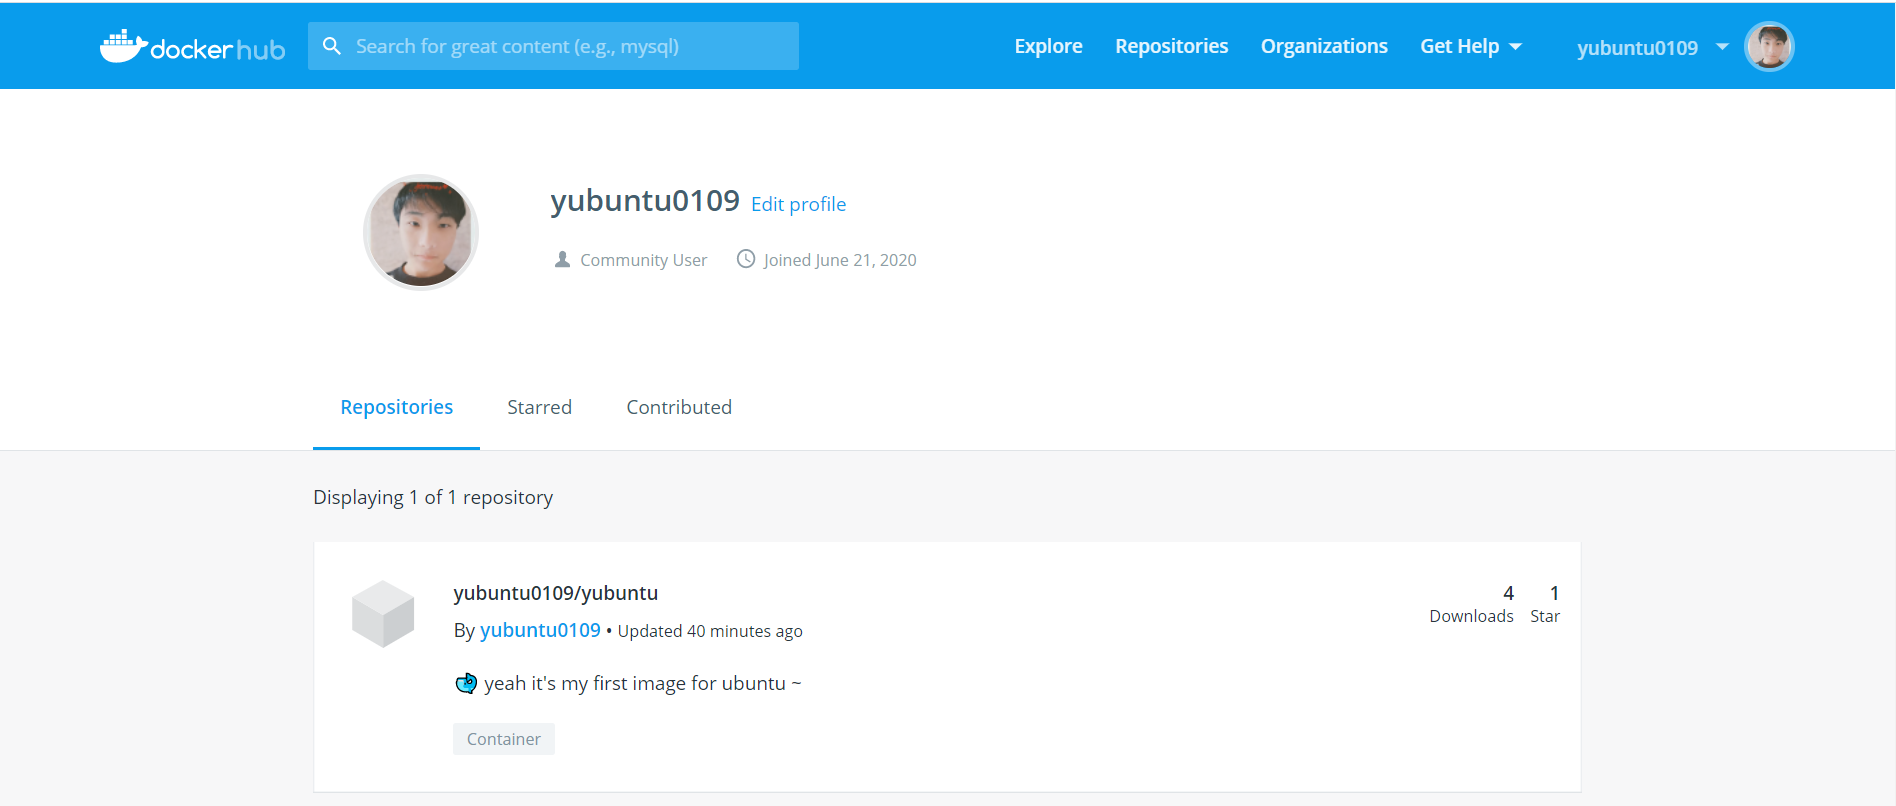 docker hub
Search for great content (e.g., mysql)
Explore
Repositories
Organizations
Get Help
yubuntu0109
yubuntu0109 Edit profile
Community User
Joined June 21, 2020
Repositories
Starred
Contributed
Displaying 1 of 1 repository
yubuntu0109/yubuntu
By yubuntu0109 • Updated 40 minutes ago
yeah it's my first image for ubuntu ~
Container
4
Downloads
1
Star